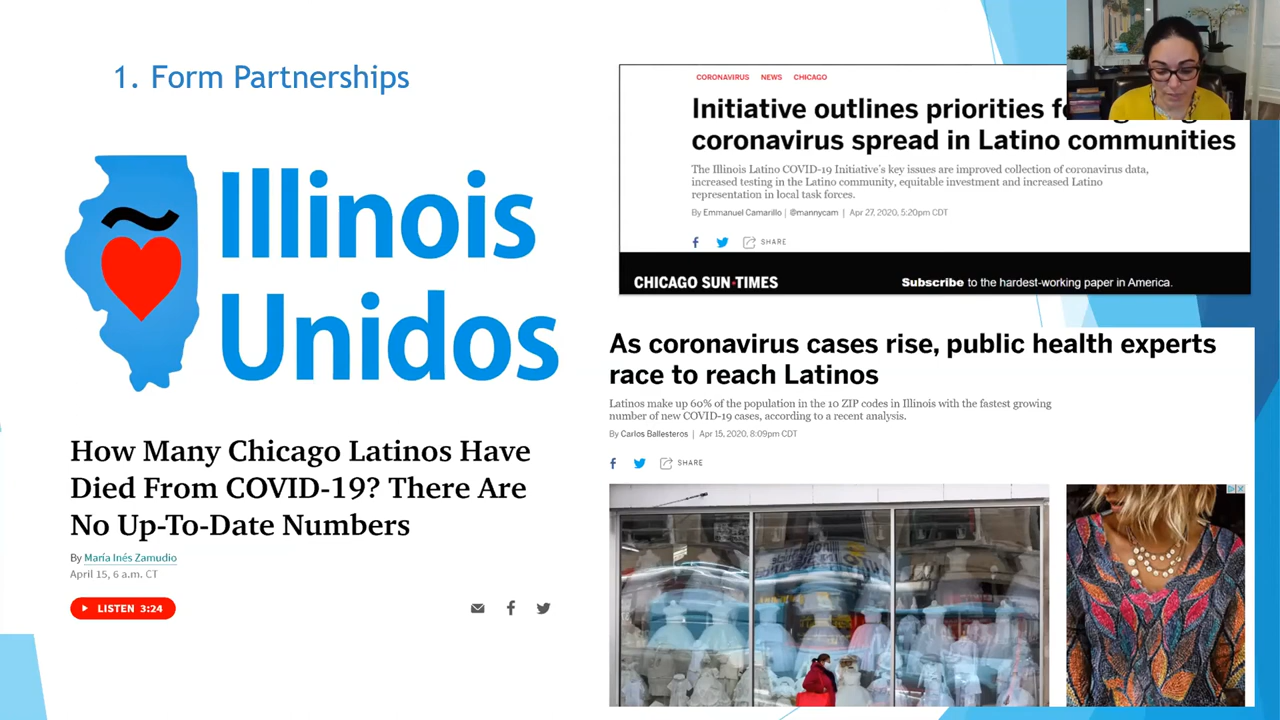 1. Form Partnerships
Illinois
Unidos
How Many Chicago Latinos Have
Died From COVID-19? There Are
No Up-To-Date Numbers
By María Inés Zamudio
April 15, 6 a.m. CT
LISTEN 3:24
CORONAVIRUS NEWS CHICAGO
Initiative outlines priorities
coronavirus spread in Latino communities
The Illinois Latino COVID-19 Initiative's key issues are improved collection of coronavirus data,
increased testing in the Latino community, equitable investment and increased Latino
representation in local task forces.
By Emmanuel Camarillo | @mannycam | Apr 27, 2020, 5:20pm CDT
SHARE
CHICAGO SUN·TIMES
Subscribe to the hardest-working paper in America.
As coronavirus cases rise, public health experts
race to reach Latinos
Latinos make up 60% of the population in the 10 ZIP codes in Illinois with the fastest growing
number of new COVID-19 cases, according to a recent analysis.
By Carlos Ballesteros | Apr 15, 2020, 8:09pm CDT
SHARE